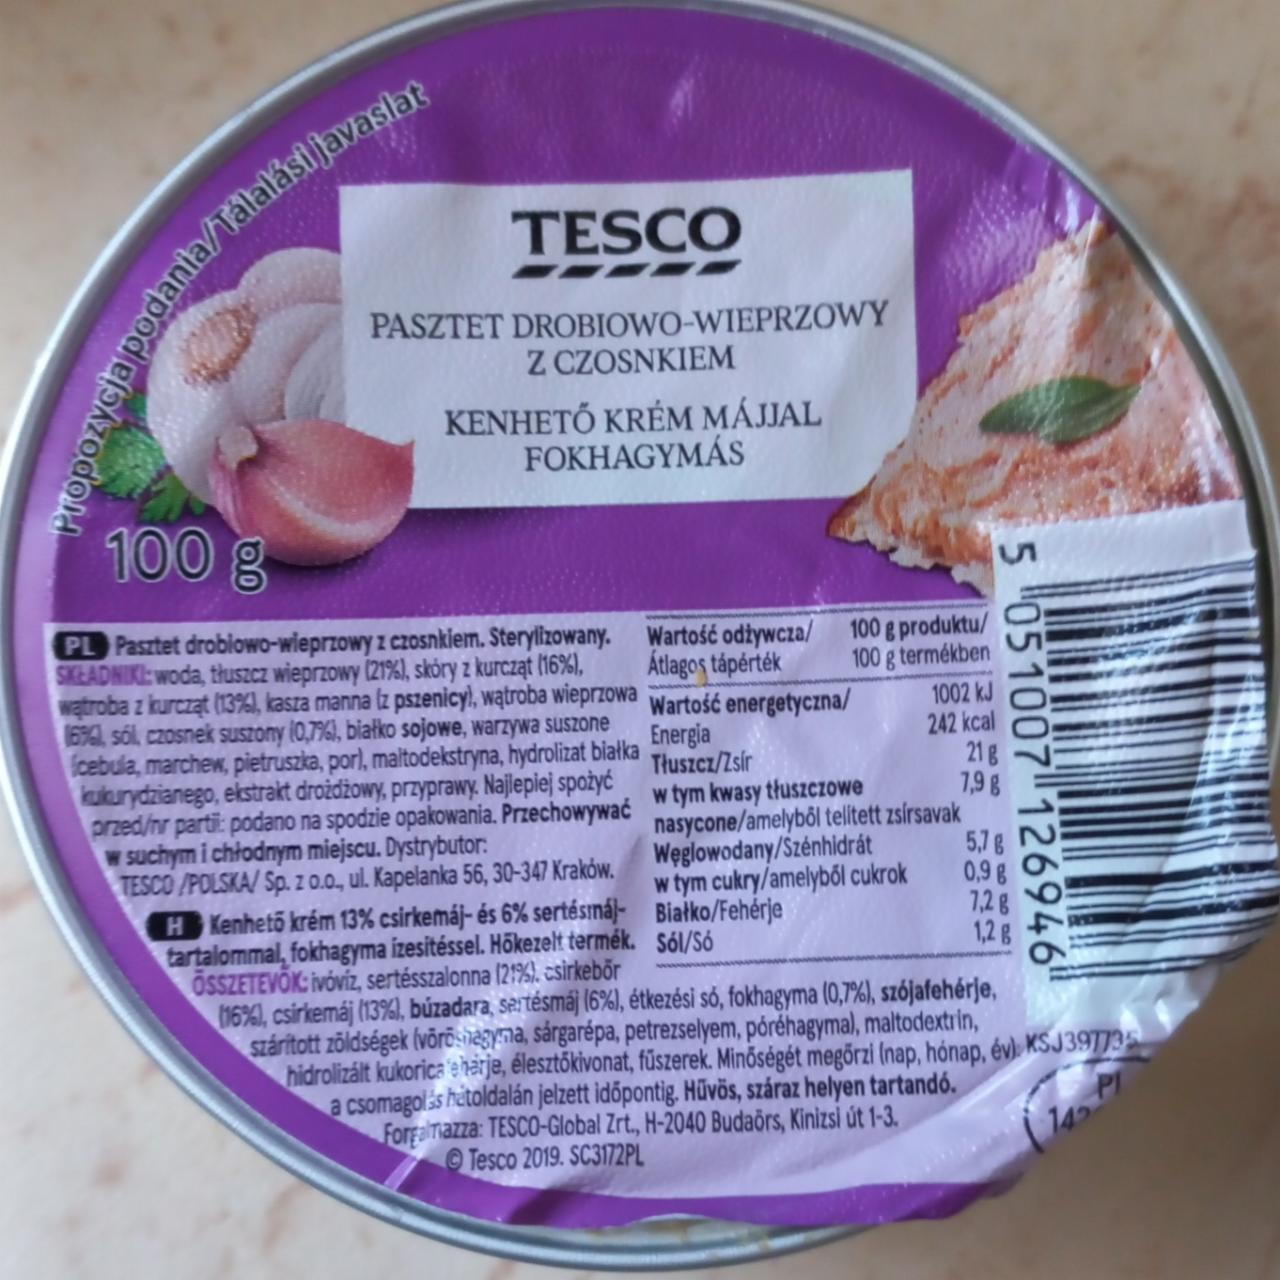 Propozycja podania/Tálalási javaslat
TESCO
PASZTET DROBIOWO-WIEPRZOWY
Z CZOSNKIEM
KENHETŐ KRÉM MÁJJAL
FOKHAGYMÁS
100 g
PL Pasztet drobiowo-wieprzowy z czosnkiem. Sterylizowany.
SKŁADNIKI: woda, tłuszcz wieprzowy (21%), skóry z kurcząt (16%),
wątroba z kurcząt (13%), kasza manna (z pszenicy), wątroba wieprzowa
(6%), sól, czosnek suszony (0,7%), białko sojowe, warzywa suszone
(cebula, marchew, pietruszka, por), maltodekstryna, hydrolizat białka
kukurydzianego, ekstrakt drożdżowy, przyprawy. Najlepiej spożyć
przed/nr partii: podano na spodzie opakowania. Przechowywać
w suchym i chłodnym miejscu. Dystrybutor:
TESCO /POLSKA/ Sp. z o.o., ul. Kapelanka 56, 30-347 Kraków.
Wartość odżywcza/ 100 g produktu/
Átlagos tápérték 100 g termékben
Wartość energetyczna/ 1002 kJ
Energia 242 kcal
Tłuszcz/Zsír 21 g
w tym kwasy tłuszczowe 7,9 g
nasycone/amelyből telített zsírsavak
Węglowodany/Szénhidrát 5,7 g
w tym cukry/amelyből cukrok 0,9 g
Białko/Fehérje 7,2 g
Sól/Só 1,2 g
H Kenhető krém 13% csirkemáj- és 6% sertésmáj-
tartalommal, fokhagyma ízesítéssel. Hőkezelt termék.
ÖSSZETEVŐK: ivóvíz, sertésszalonna (21%), csirkebőr
(16%), csirkemáj (13%), búzadara, sertésmáj (6%), étkezési só, fokhagyma (0,7%), szójafehérje,
szárított zöldségek (vöröshagyma, sárgarépa, petrezselyem, póréhagyma), maltodextrin,
hidrolizált kukoricafehérje, élesztőkivonat, fűszerek. Minőségét megőrzi (nap, hónap, év):
a csomagolás hátoldalán jelzett időpontig. Hűvös, száraz helyen tartandó.
Forgalmazza: TESCO-Global Zrt., H-2040 Budaörs, Kinizsi út 1-3.
© Tesco 2019. SC3172PL
5 051007 126946
KSJ397735
PL